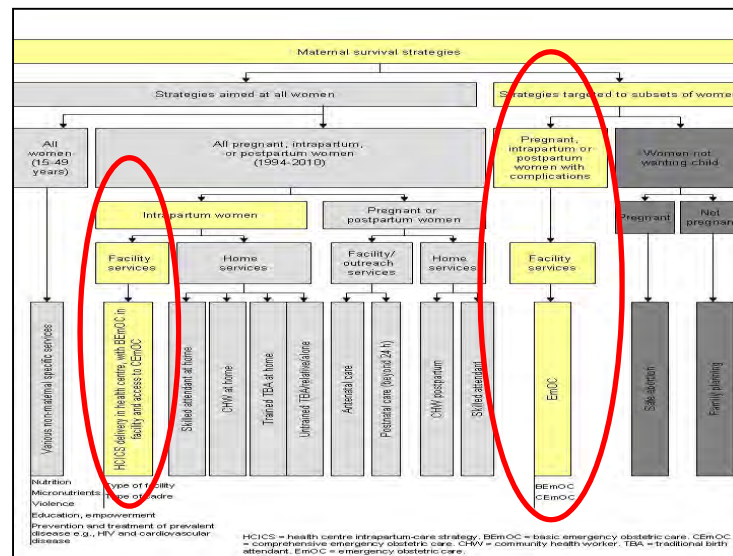 Maternal survival strategies
Strategies aimed at all women
Strategies targeted to subsets of women
All
women
(15-49
years)
All pregnant, intrapartum,
or postpartum women
(1994-2010)
Pregnant,
intrapartum or
postpartum
women with
complications
Women not
wanting child
Intrapartum women
Pregnant or
postpartum women
Pregnant
Not
pregnant
Facility
services
Home
services
Facility/
outreach
services
Home
services
Facility
services
Various non-maternal specific services
HCICS delivery in health centre, with BEmOC in
facility and access to CEmOC
Skilled attendant at home
CHW at home
Trained TBA at home
Untrained TBA/relative/alone
Antenatal care
Postnatal care (beyond 24 h)
CHW postpartum
Skilled attendant
EmOC
Safe abortion
Family planning
Nutrition
Micronutrients
Violence
Education, empowerment
Prevention and treatment of prevalent
disease e.g., HIV and cardiovascular
disease
Type of facility
Type of cadre
BEmOC
CEmOC
HCICS = health centre intrapartum-care strategy. BEmOC = basic emergency obstetric care. CEmOC
= comprehensive emergency obstetric care. CHW = community health worker. TBA = traditional birth
attendant. EmOC = emergency obstetric care.